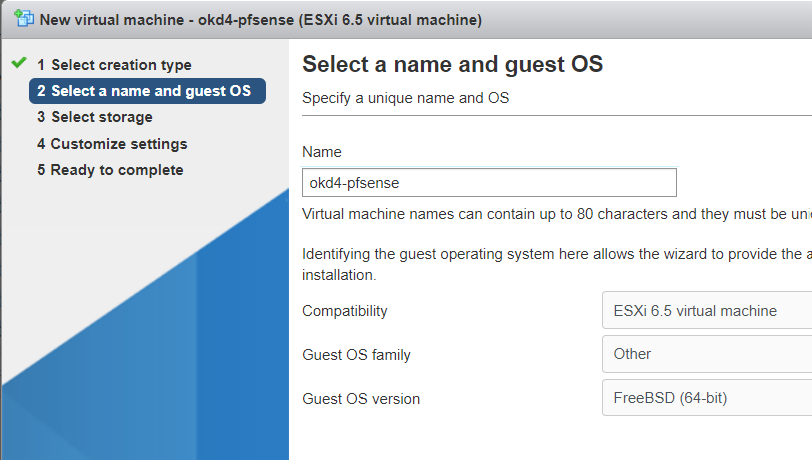 New virtual machine - okd4-pfsense (ESXi 6.5 virtual machine)
1 Select creation type
2 Select a name and guest OS
3 Select storage
4 Customize settings
5 Ready to complete
Select a name and guest OS
Specify a unique name and OS
Name
okd4-pfsense
Virtual machine names can contain up to 80 characters and they must be
Identifying the guest operating system here allows the wizard to provide the
installation.
Compatibility
ESXi 6.5 virtual machine
Guest OS family
Other
Guest OS version
FreeBSD (64-bit)